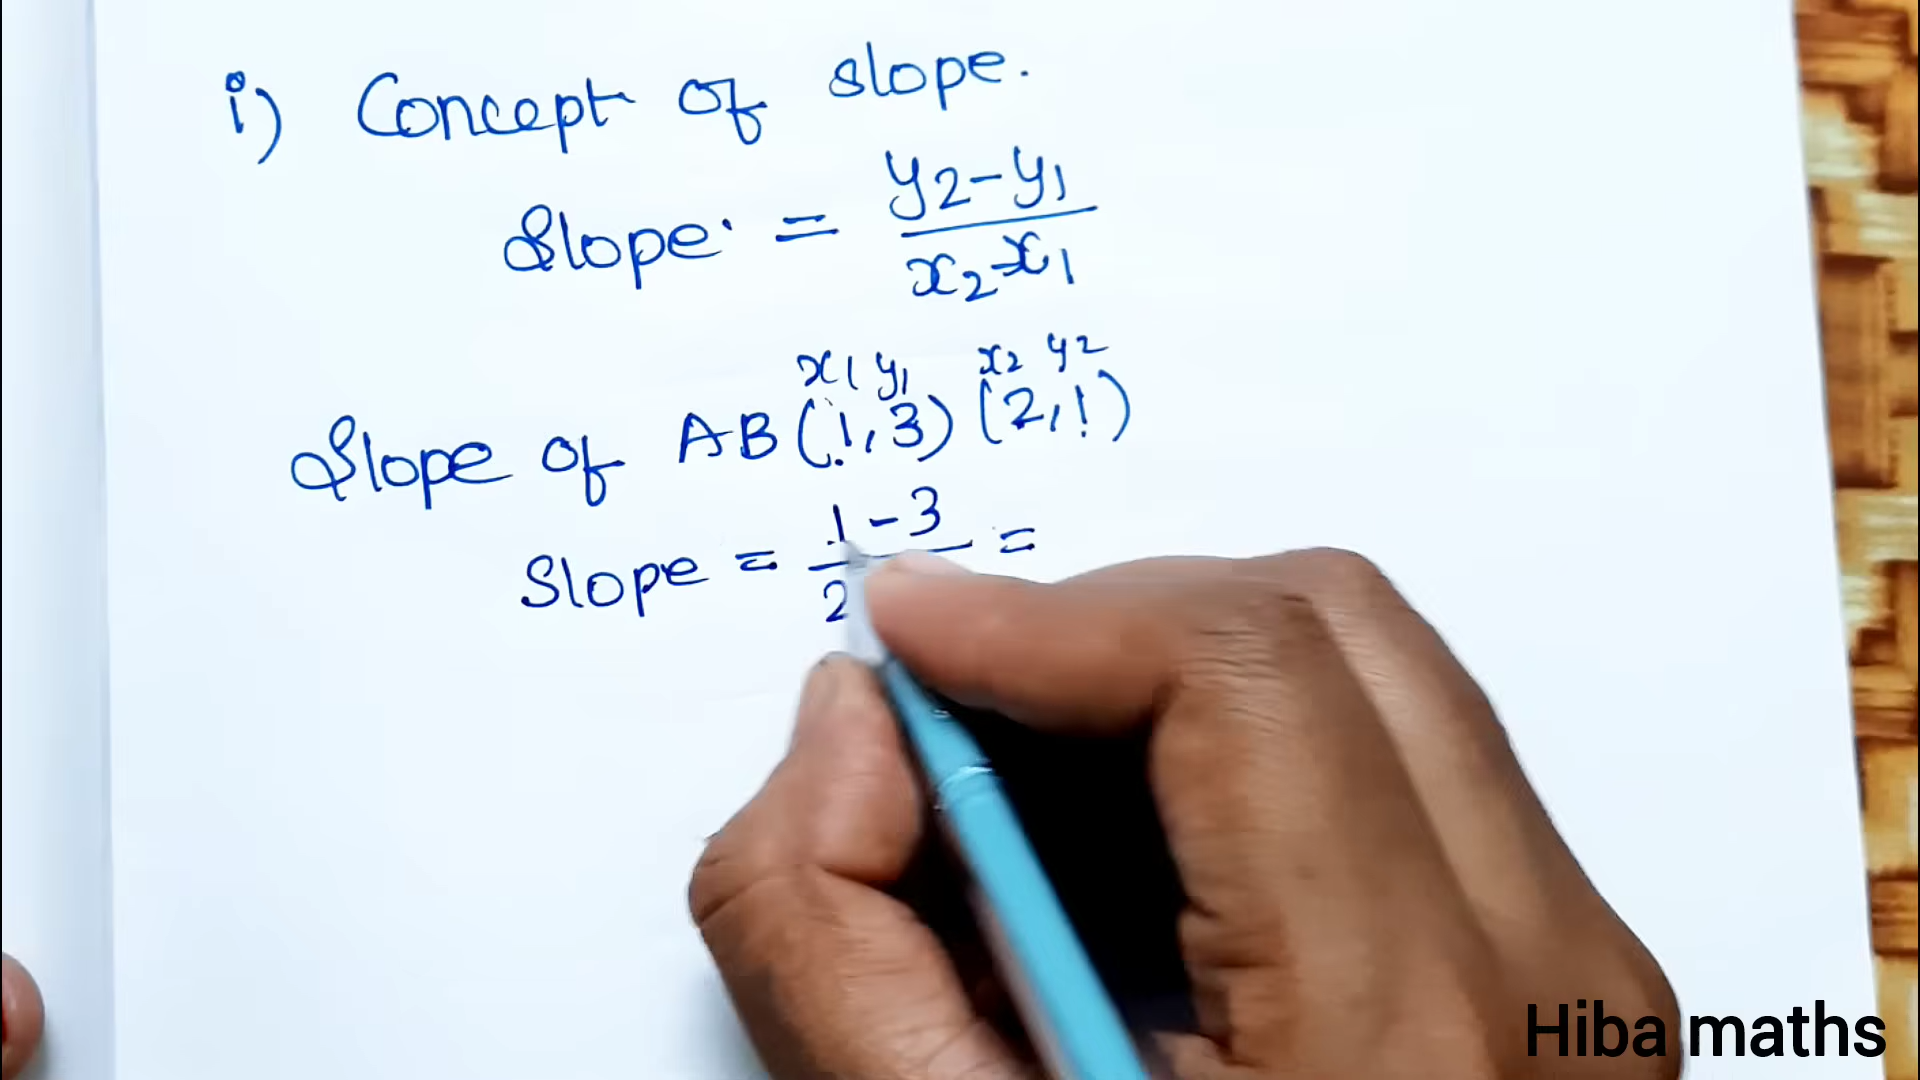 i) Concept of slope.
Slope = y2-y1
x2-x1
x1 y1 x2 y2
Slope of AB (1,3) (2,1)
Slope = 1-3 =
2
Hiba maths